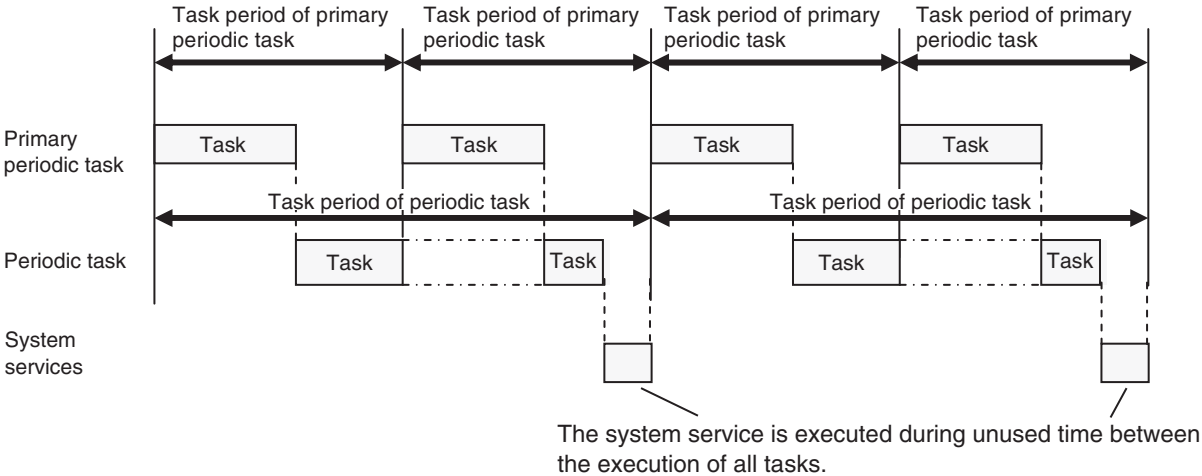 Task period of primary
periodic task
Task period of primary
periodic task
Task period of primary
periodic task
Task period of primary
periodic task
Primary
periodic task
Task
Task
Task
Task
Task period of periodic task
Task period of periodic task
Periodic task
Task
Task
Task
Task
System
services
The system service is executed during unused time between
the execution of all tasks.